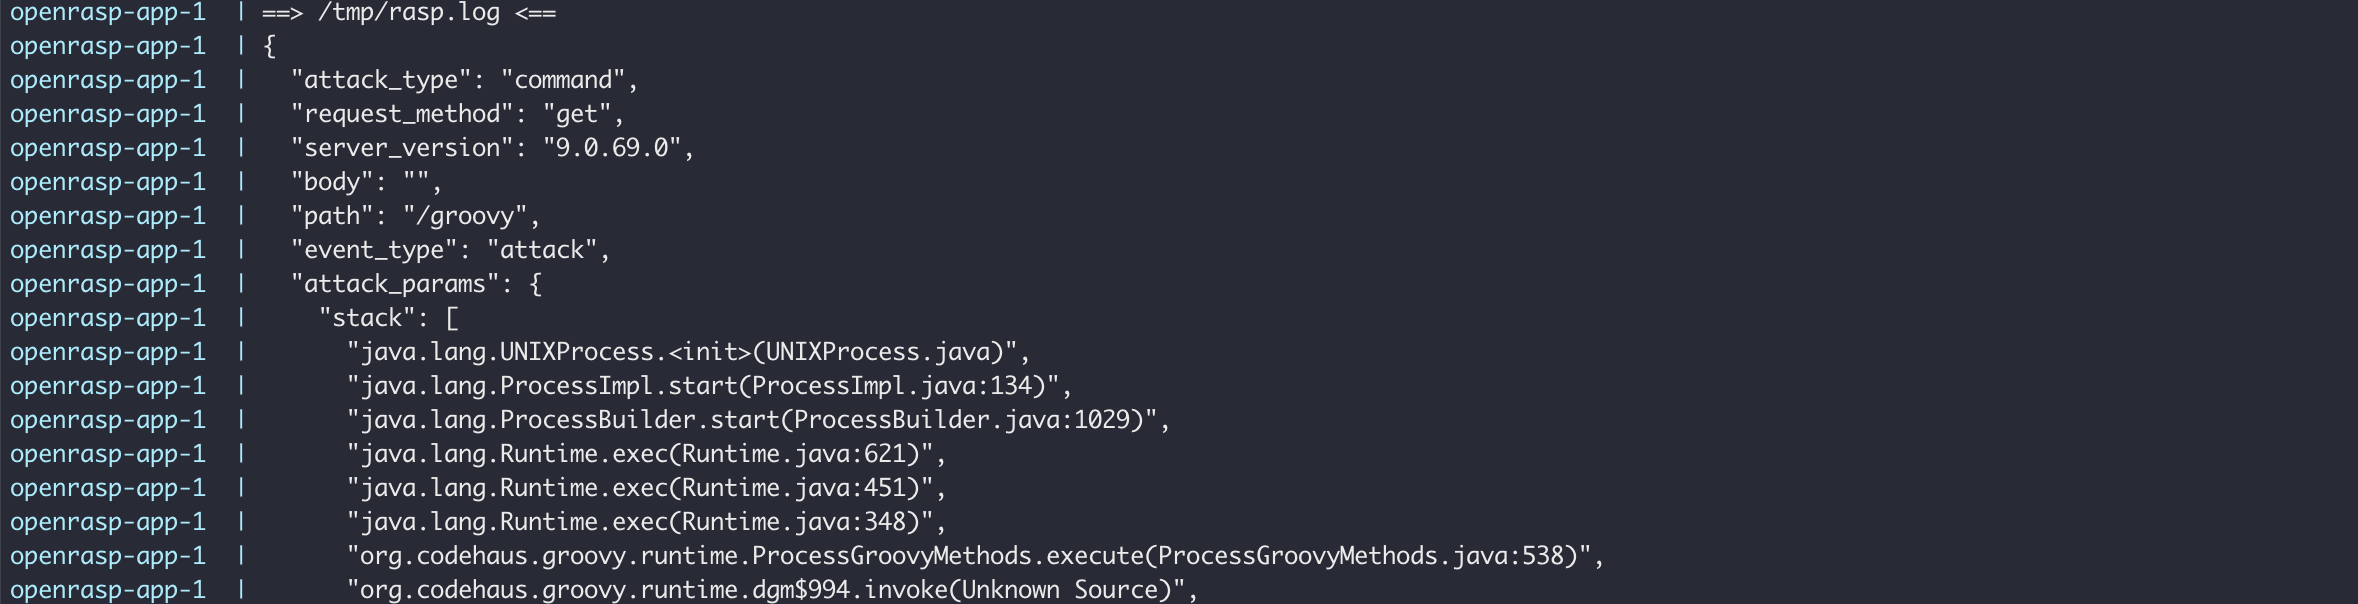 openrasp-app-1  | ==> /tmp/rasp.log <==
openrasp-app-1  | {
openrasp-app-1  |   "attack_type": "command",
openrasp-app-1  |   "request_method": "get",
openrasp-app-1  |   "server_version": "9.0.69.0",
openrasp-app-1  |   "body": "",
openrasp-app-1  |   "path": "/groovy",
openrasp-app-1  |   "event_type": "attack",
openrasp-app-1  |   "attack_params": {
openrasp-app-1  |     "stack": [
openrasp-app-1  |       "java.lang.UNIXProcess.<init>(UNIXProcess.java)",
openrasp-app-1  |       "java.lang.ProcessImpl.start(ProcessImpl.java:134)",
openrasp-app-1  |       "java.lang.ProcessBuilder.start(ProcessBuilder.java:1029)",
openrasp-app-1  |       "java.lang.Runtime.exec(Runtime.java:621)",
openrasp-app-1  |       "java.lang.Runtime.exec(Runtime.java:451)",
openrasp-app-1  |       "java.lang.Runtime.exec(Runtime.java:348)",
openrasp-app-1  |       "org.codehaus.groovy.runtime.ProcessGroovyMethods.execute(ProcessGroovyMethods.java:538)",
openrasp-app-1  |       "org.codehaus.groovy.runtime.dgm$994.invoke(Unknown Source)",